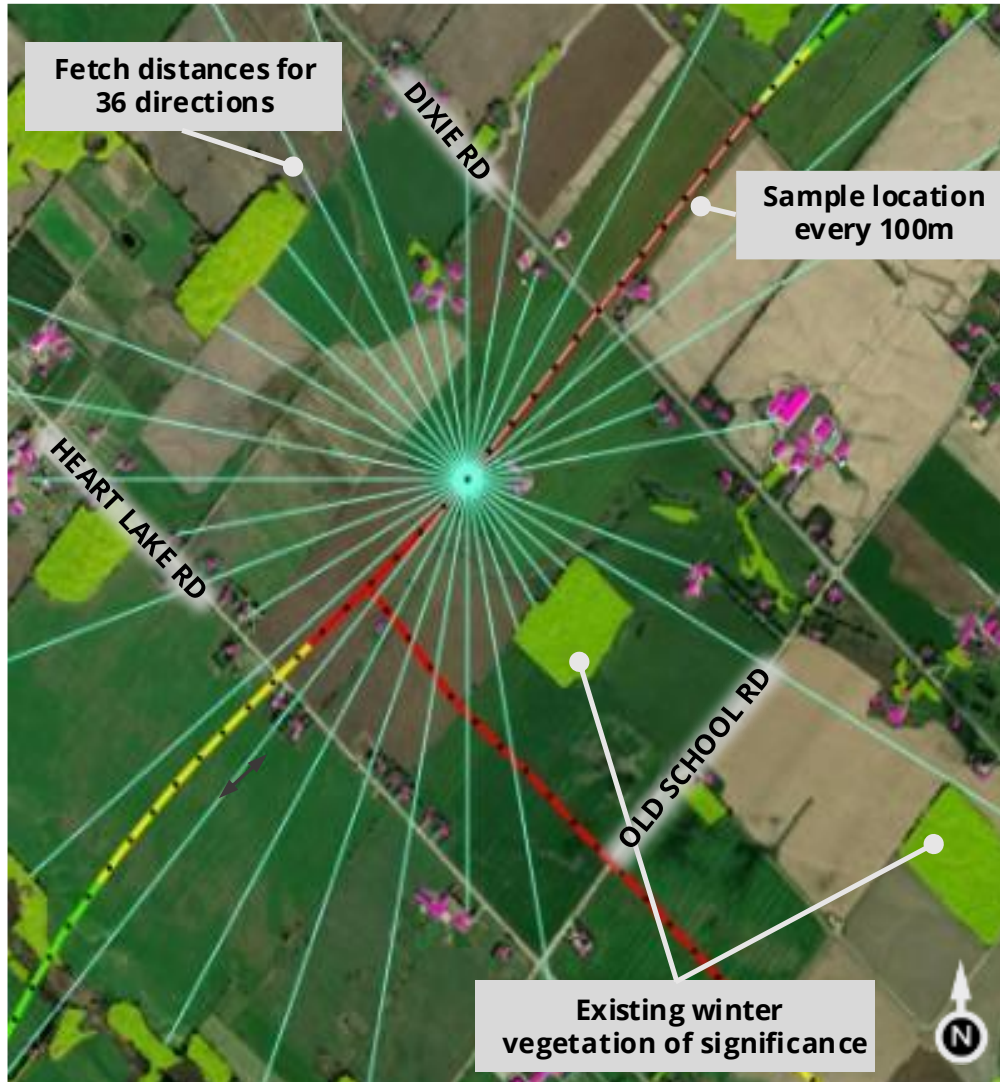 Fetch distances for
36 directions
DIXIE RD
Sample location
every 100m
HEART LAKE RD
OLD SCHOOL RD
Existing winter
vegetation of significance
N